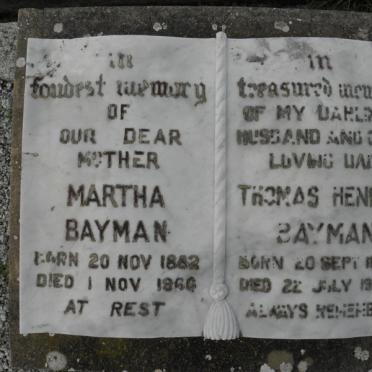 in
fondest memory
OF
OUR DEAR
MOTHER
MARTHA
BAYMAN
BORN 20 NOV 1882
DIED 1 NOV 1966
AT REST
in
treasured
OF MY
HUSBAND AND
LOVING
THOMAS
BAYMAN
BORN 20 SEPT
DIED 22 JULY
ALWAYS